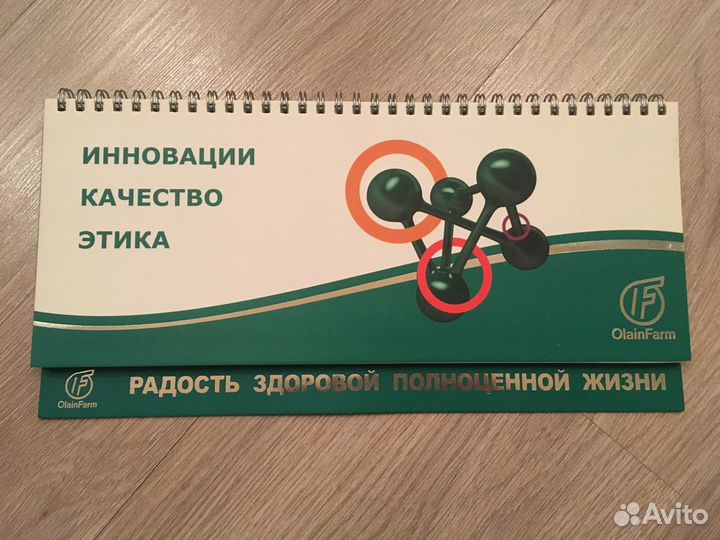 ИННОВАЦИИ
КАЧЕСТВО
ЭТИКА
OlainFarm
OlainFarm
РАДОСТЬ ЗДОРОВОЙ ПОЛНОЦЕННОЙ ЖИЗНИ
Avito